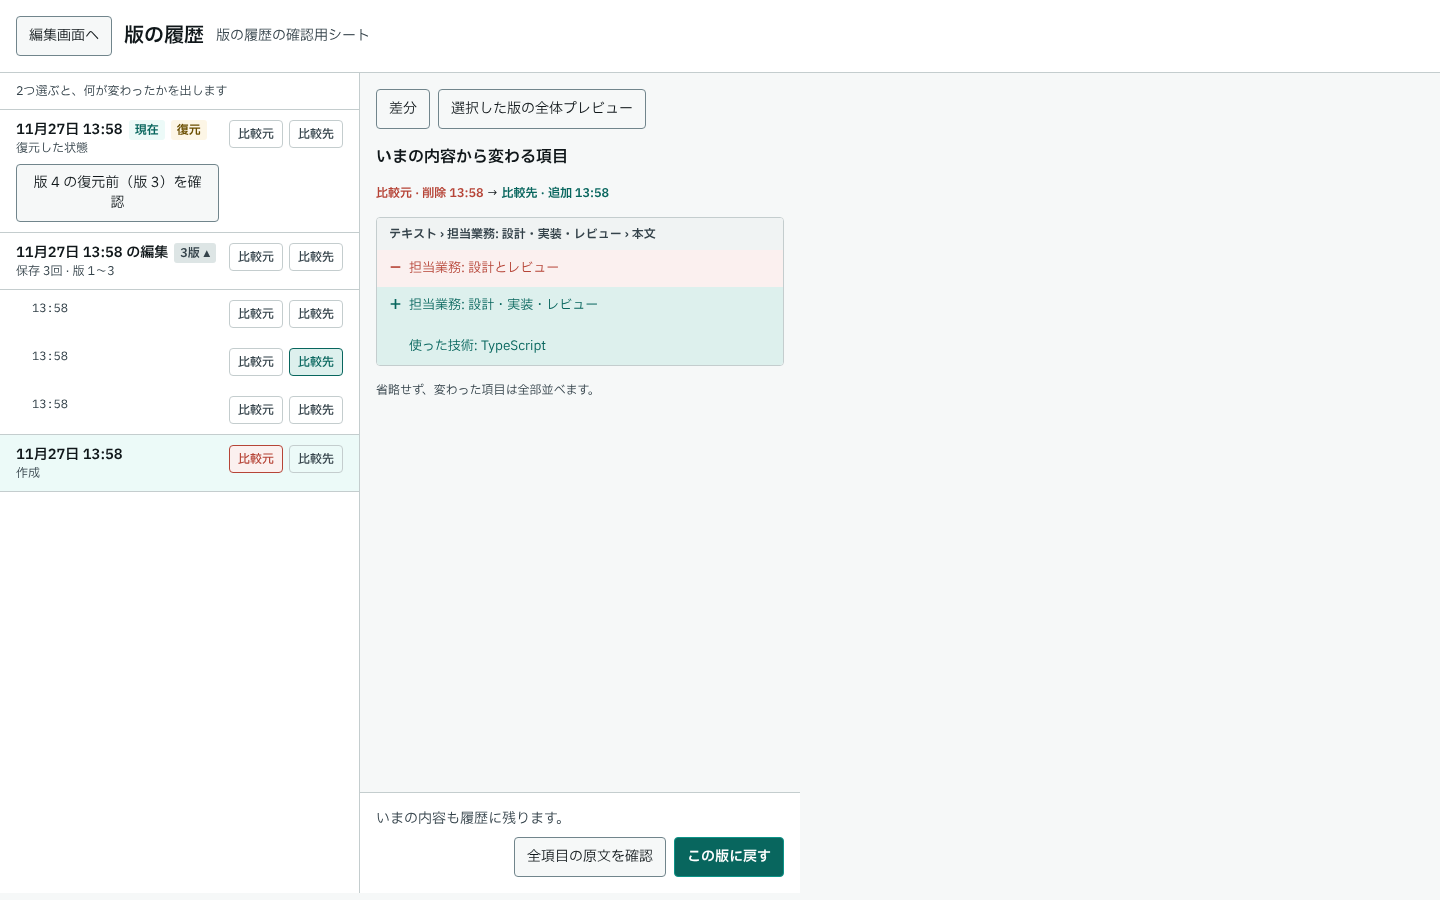 編集画面へ
版の履歴
版の履歴の確認用シート
2つ選ぶと、何が変わったかを出します
11月27日 13:58 現在 復元
復元した状態
比較元 比較先
版 4 の復元前（版 3）を確
認
11月27日 13:58 の編集 3版 ▲
保存 3回 · 版 1〜3
比較元 比較先
13:58 比較元 比較先
13:58 比較元 比較先
13:58 比較元 比較先
11月27日 13:58
作成
比較元 比較先
差分
選択した版の全体プレビュー
いまの内容から変わる項目
比較元 · 削除 13:58 → 比較先 · 追加 13:58
テキスト › 担当業務: 設計・実装・レビュー › 本文
− 担当業務: 設計とレビュー
+ 担当業務: 設計・実装・レビュー
使った技術: TypeScript
省略せず、変わった項目は全部並べます。
いまの内容も履歴に残ります。
全項目の原文を確認
この版に戻す